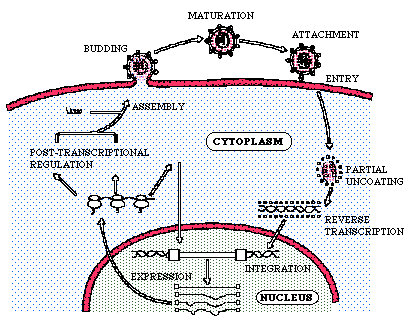 MATURATION
BUDDING
ATTACHMENT
ENTRY
ASSEMBLY
CYTOPLASM
POST-TRANSCRIPTIONAL
REGULATION
PARTIAL
UNCOATING
REVERSE
TRANSCRIPTION
EXPRESSION
INTEGRATION
NUCLEUS